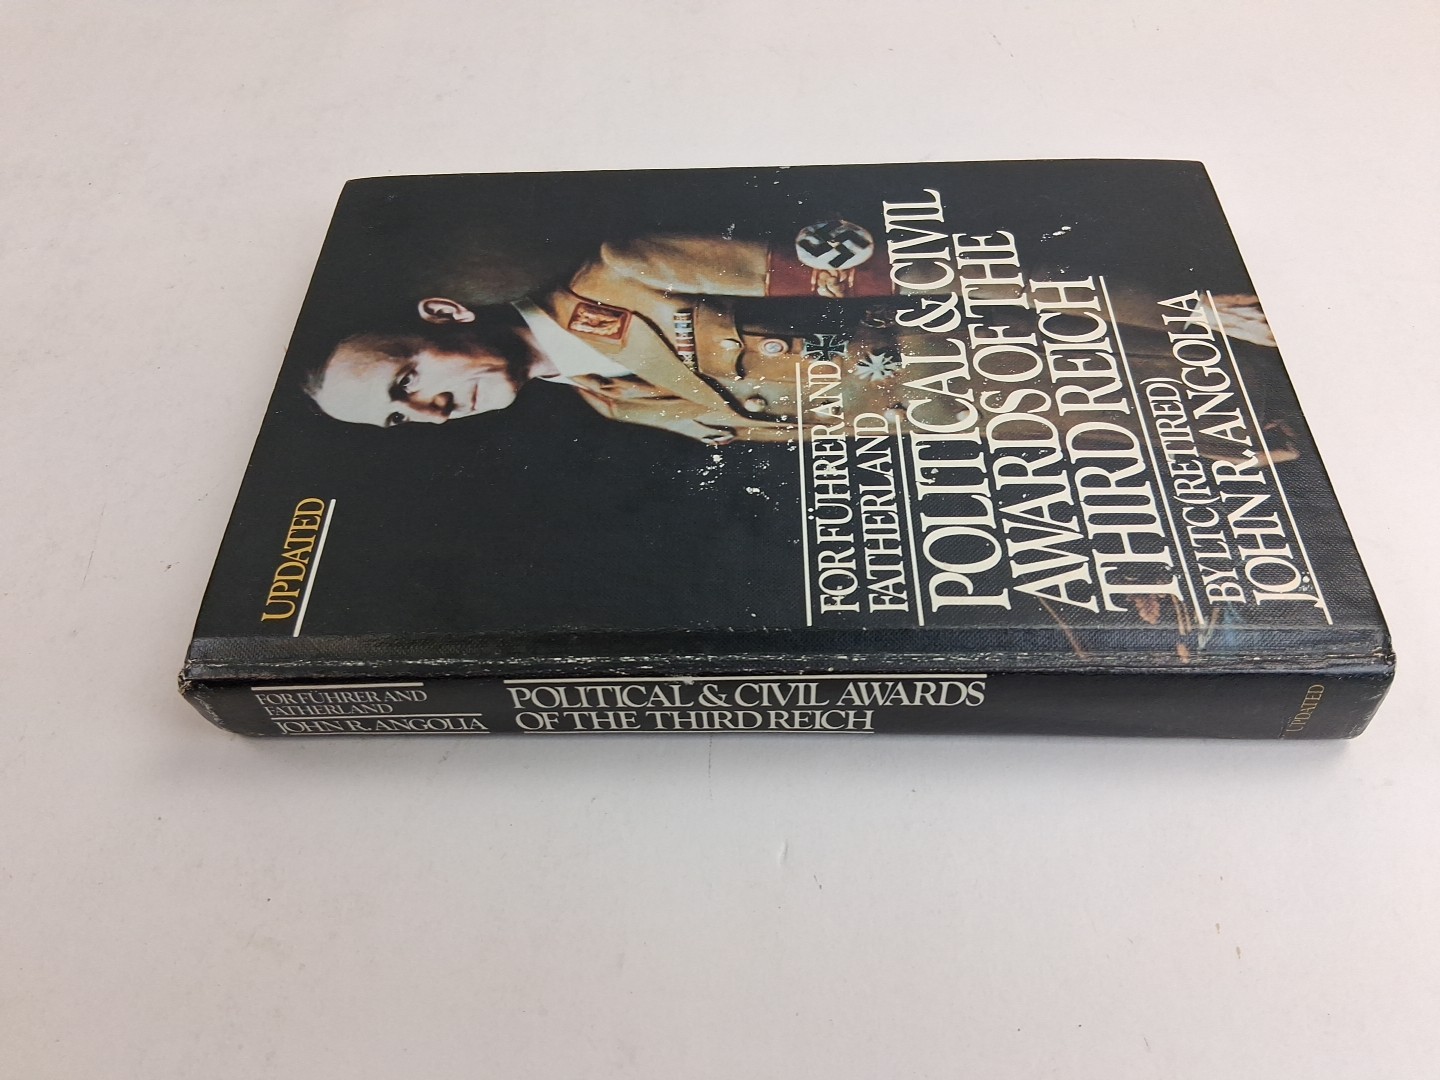 UPDATED
FOR FÜHRER AND
FATHERLAND
POLITICAL & CIVIL
AWARDS OF THE
THIRD REICH
BY LTC (RETIRED)
JOHN R. ANGOLIA
FOR FÜHRER AND
FATHERLAND
JOHN R. ANGOLIA
POLITICAL & CIVIL AWARDS
OF THE THIRD REICH
UPDATED